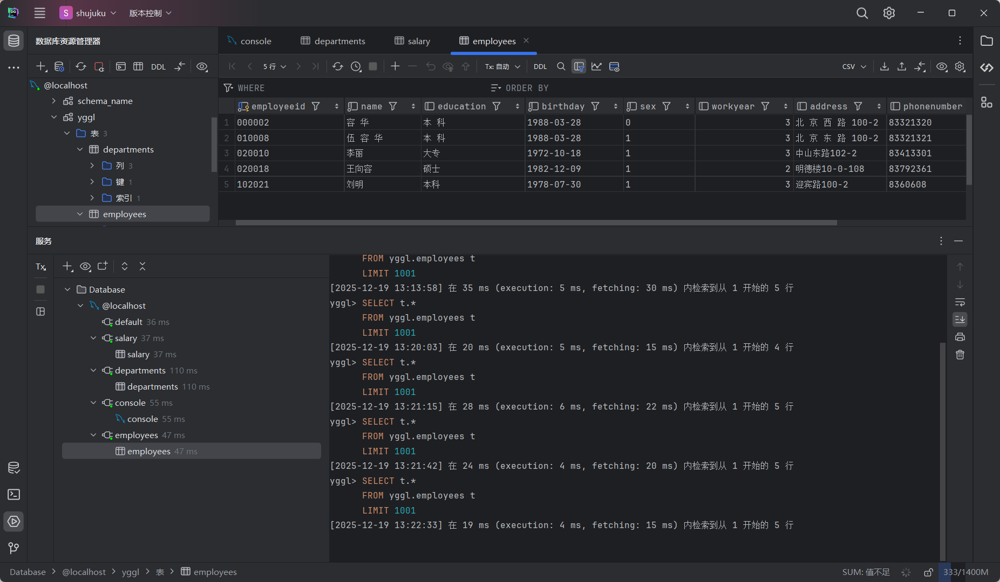 S shujuku 版本控制
数据库资源管理器
DDL
@localhost
schema_name
yggl
表 3
departments
列 3
键 1
索引 1
employees
console departments salary employees
5 行 Tx: 自动 DDL CSV
WHERE ORDER BY
employeeid name education birthday sex workyear address phonenumber
1 000002 容 华 本 科 1988-03-28 0 3 北 京 西 路 100-2 83321320
2 010008 伍 容 华 本 科 1988-03-28 1 3 北 京 东 路 100-2 83321321
3 020010 李丽 大专 1972-10-18 1 3 中山东路102-2 83413301
4 020018 王向容 硕士 1982-12-09 1 2 明德楼10-0-108 83792361
5 102021 刘明 本科 1978-07-30 1 3 迎宾路100-2 8360608
服务
Tx
Database
@localhost
default 36 ms
salary 37 ms
salary 37 ms
departments 110 ms
departments 110 ms
console 55 ms
console 55 ms
employees 47 ms
employees 47 ms
FROM yggl.employees t
LIMIT 1001
[2025-12-19 13:13:58] 在 35 ms (execution: 5 ms, fetching: 30 ms) 内检索到从 1 开始的 5 行
yggl> SELECT t.*
FROM yggl.employees t
LIMIT 1001
[2025-12-19 13:20:03] 在 20 ms (execution: 5 ms, fetching: 15 ms) 内检索到从 1 开始的 4 行
yggl> SELECT t.*
FROM yggl.employees t
LIMIT 1001
[2025-12-19 13:21:15] 在 28 ms (execution: 6 ms, fetching: 22 ms) 内检索到从 1 开始的 5 行
yggl> SELECT t.*
FROM yggl.employees t
LIMIT 1001
[2025-12-19 13:21:42] 在 24 ms (execution: 4 ms, fetching: 20 ms) 内检索到从 1 开始的 5 行
yggl> SELECT t.*
FROM yggl.employees t
LIMIT 1001
[2025-12-19 13:22:33] 在 19 ms (execution: 4 ms, fetching: 15 ms) 内检索到从 1 开始的 5 行
Database > @localhost > yggl > 表 > employees
SUM: 值不足 333/1400M